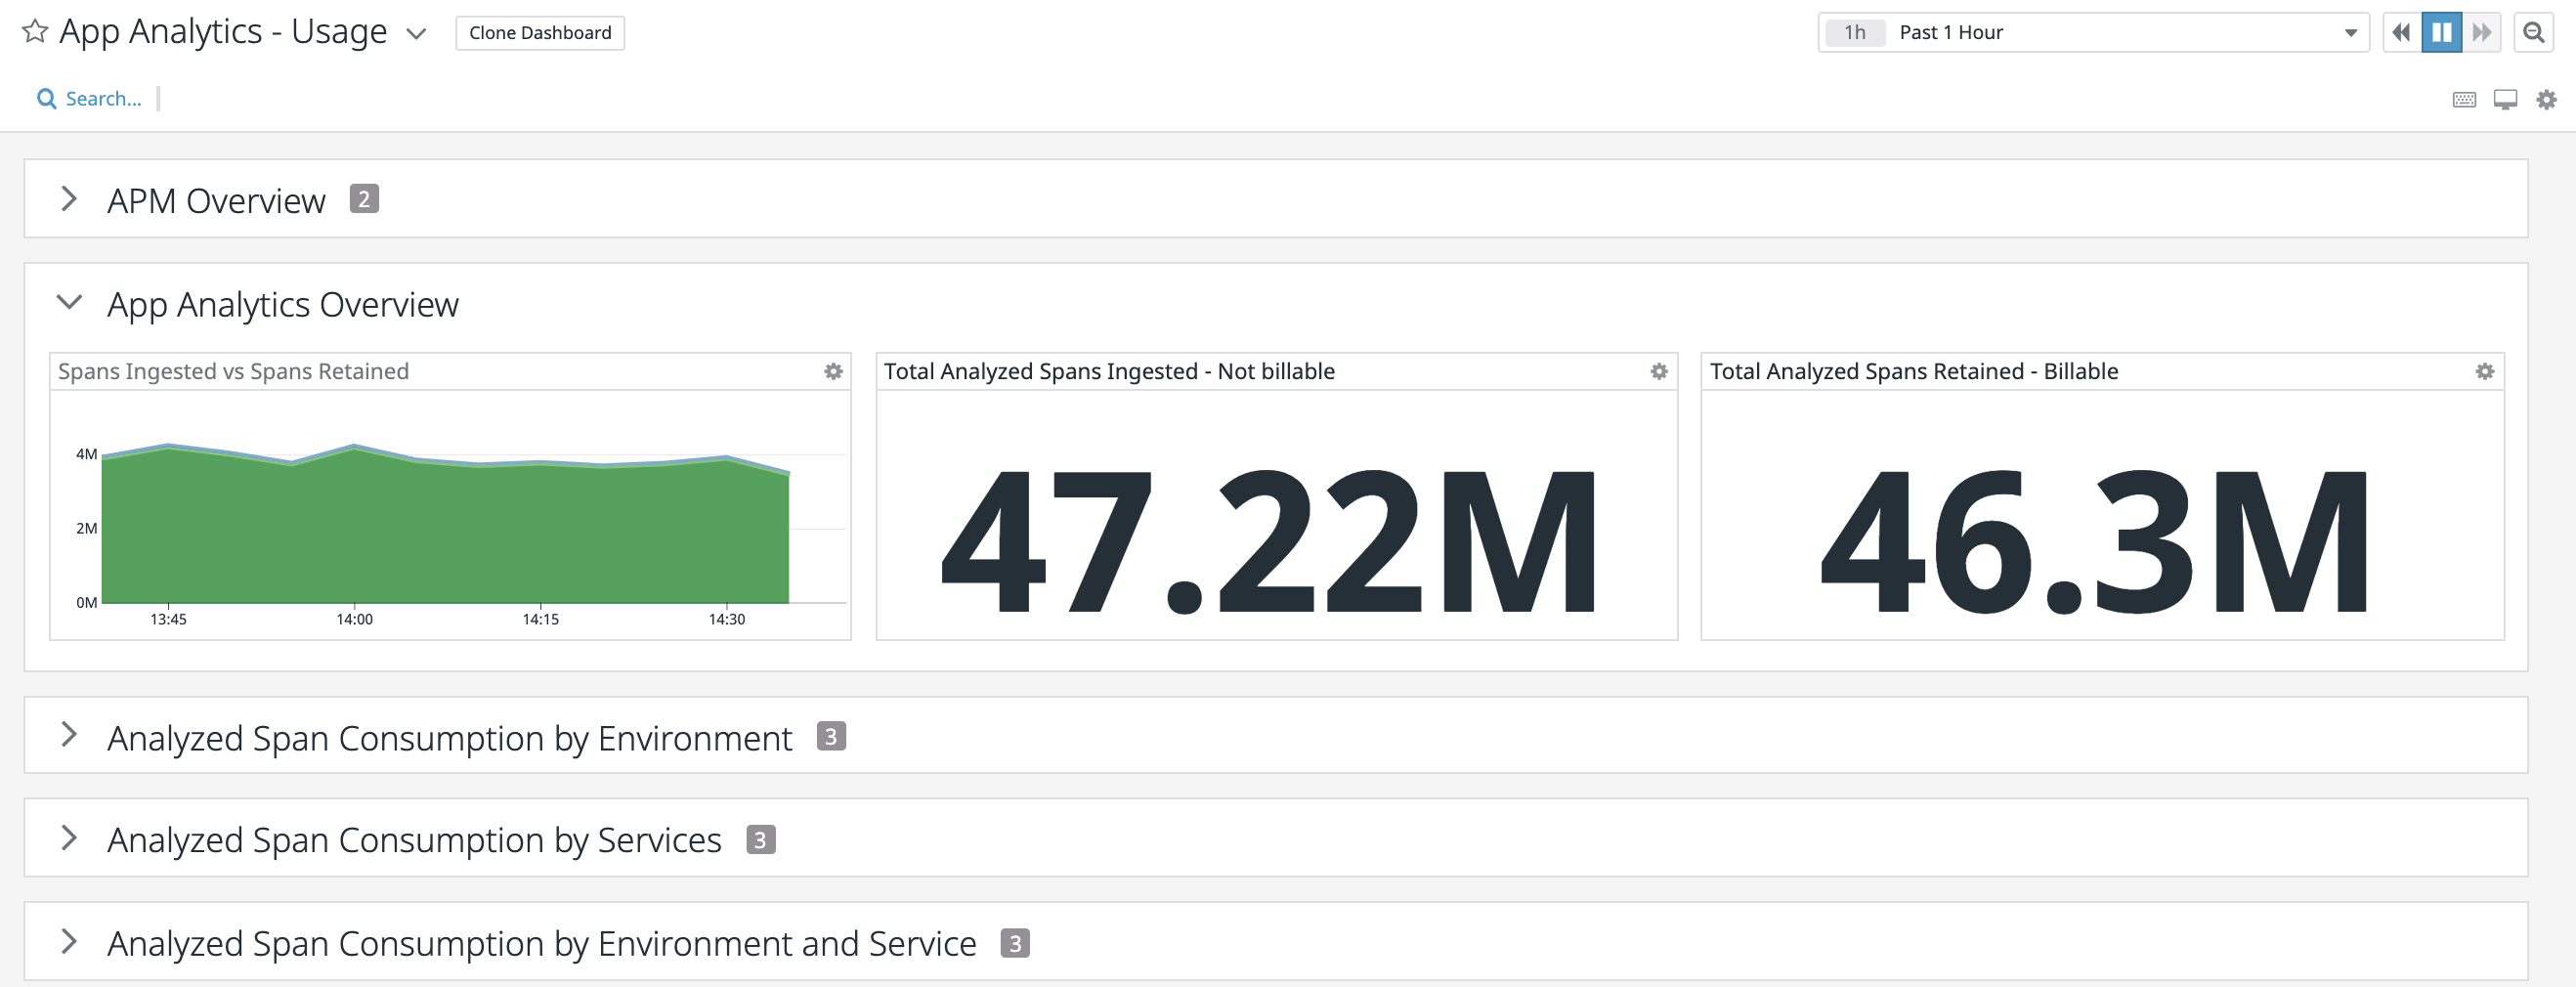 App Analytics - Usage
Clone Dashboard
1h Past 1 Hour
Search...
APM Overview 2
App Analytics Overview
Spans Ingested vs Spans Retained
4M
2M
0M
13:45 14:00 14:15 14:30
Total Analyzed Spans Ingested - Not billable
47.22M
Total Analyzed Spans Retained - Billable
46.3M
Analyzed Span Consumption by Environment 3
Analyzed Span Consumption by Services 3
Analyzed Span Consumption by Environment and Service 3